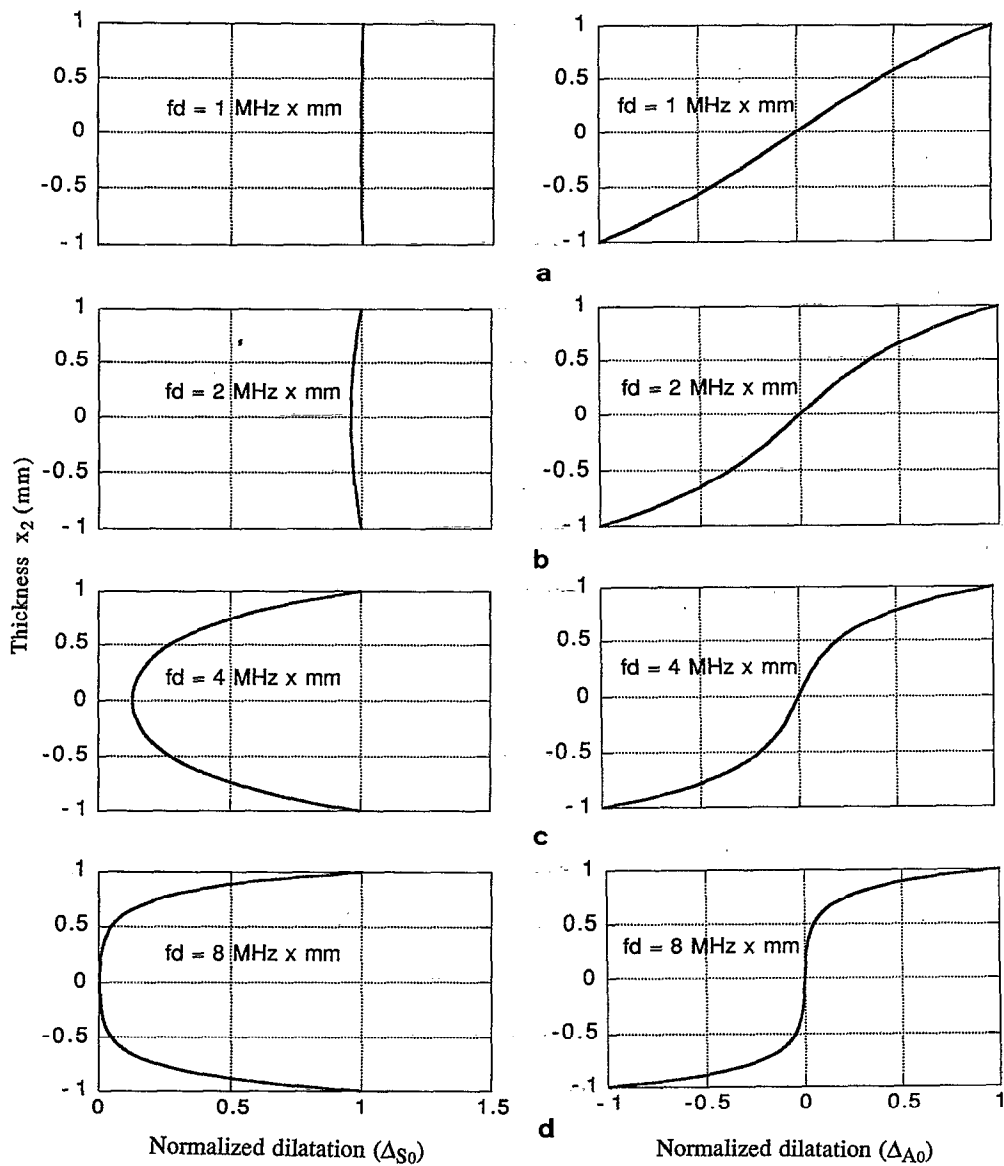 1
0.5
0
-0.5
-1
fd = 1 MHz x mm
1
0.5
0
-0.5
-1
fd = 1 MHz x mm
a
1
0.5
0
-0.5
-1
fd = 2 MHz x mm
1
0.5
0
-0.5
-1
fd = 2 MHz x mm
b
Thickness x2 (mm)
1
0.5
0
-0.5
-1
fd = 4 MHz x mm
1
0.5
0
-0.5
-1
fd = 4 MHz x mm
c
1
0.5
0
-0.5
-1
fd = 8 MHz x mm
0 0.5 1 1.5
1
0.5
0
-0.5
-1
fd = 8 MHz x mm
-1 -0.5 0 0.5 1
d
Normalized dilatation (ΔS0)
Normalized dilatation (ΔA0)